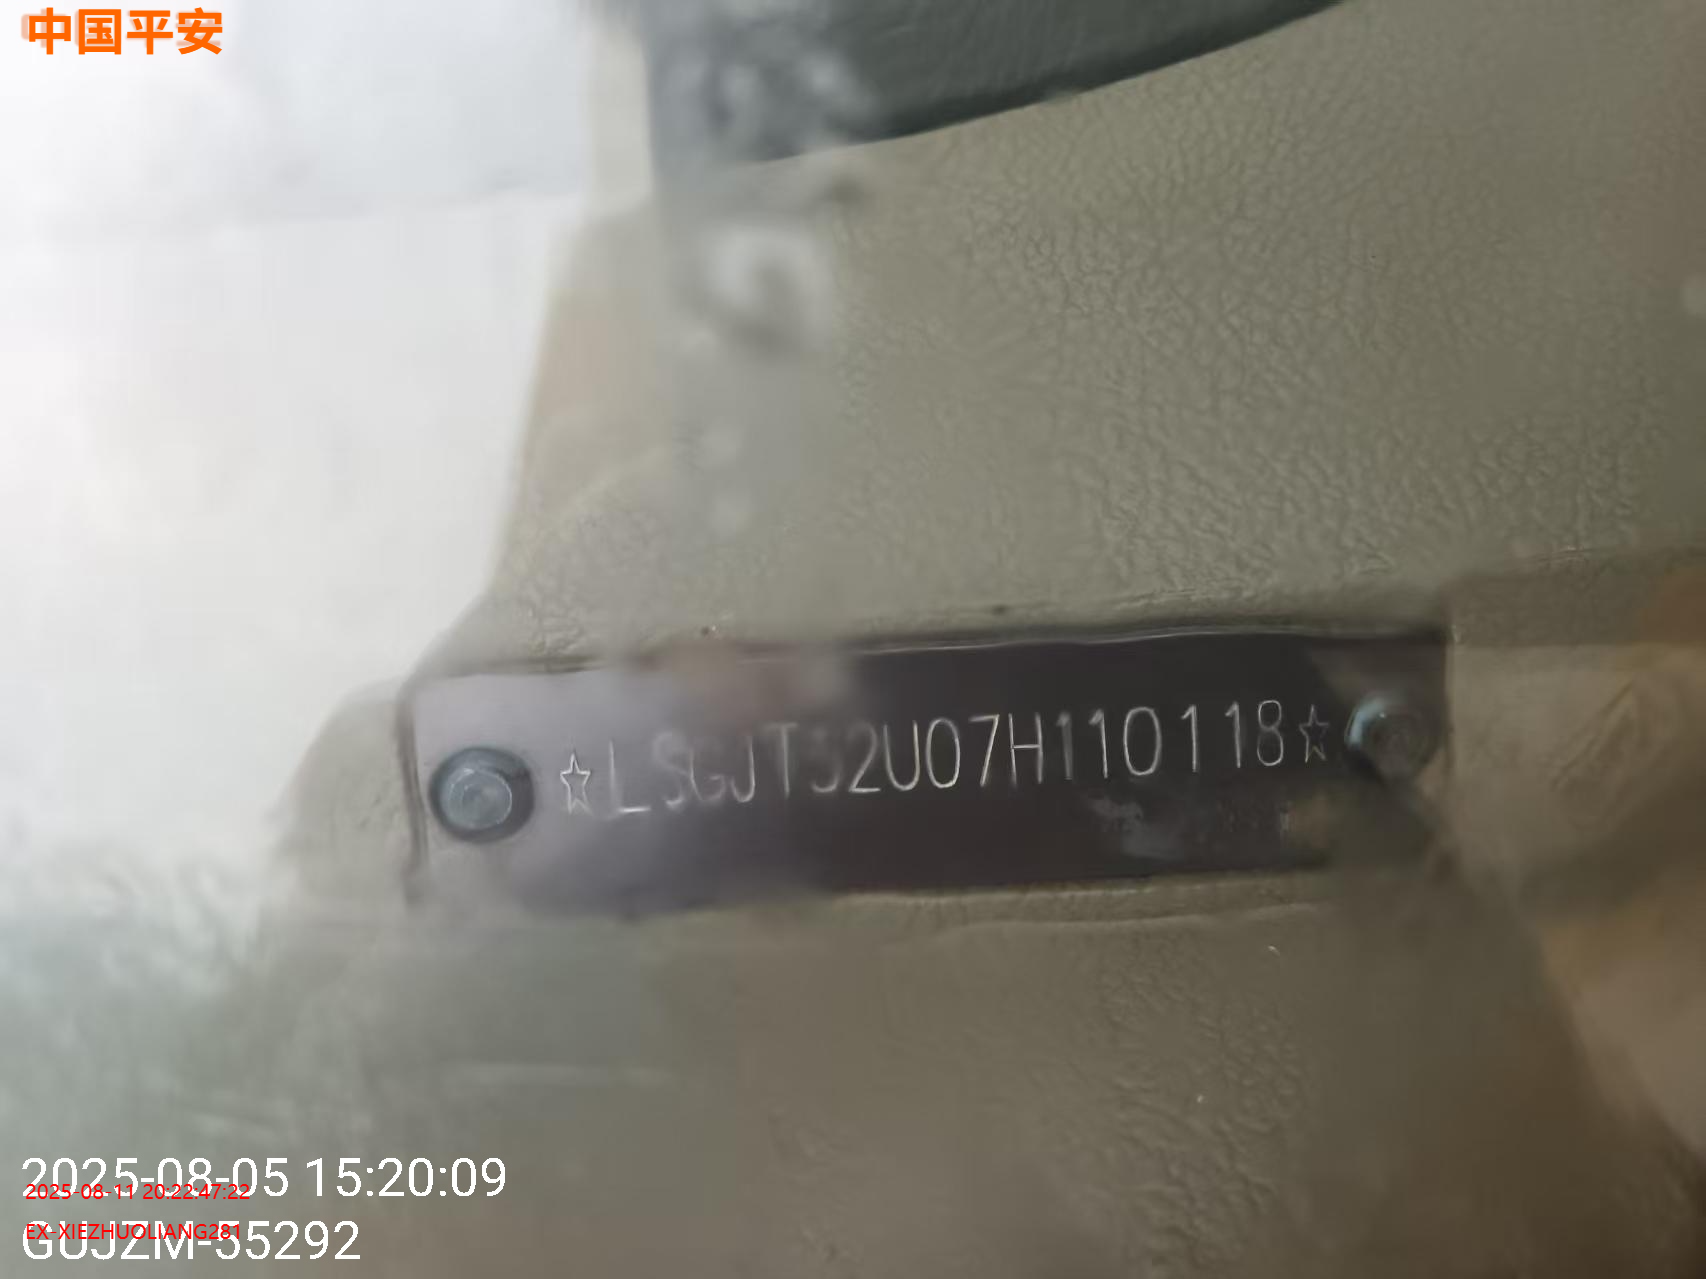 中国平安
☆LSGJT52U07H110118☆
2025-08-05 15:20:09
2025-08-11 20:22:47:22
EX-XIEZHUOLIANG281
GUJZM-55292